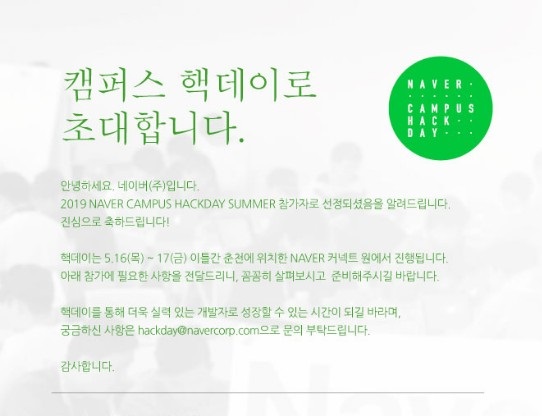 캠퍼스 핵데이로
초대합니다.
NAVER
CAMPUS
HACK
DAY
안녕하세요. 네이버(주)입니다.
2019 NAVER CAMPUS HACKDAY SUMMER 참가자로 선정되셨음을 알려드립니다.
진심으로 축하드립니다!
핵데이는 5.16(목) ~ 17(금) 이틀간 춘천에 위치한 NAVER 커넥트 원에서 진행됩니다.
아래 참가에 필요한 사항을 전달드리니, 꼼꼼히 살펴보시고 준비해주시길 바랍니다.
핵데이를 통해 더욱 실력 있는 개발자로 성장할 수 있는 시간이 되길 바라며,
궁금하신 사항은 hackday@navercorp.com으로 문의 부탁드립니다.
감사합니다.